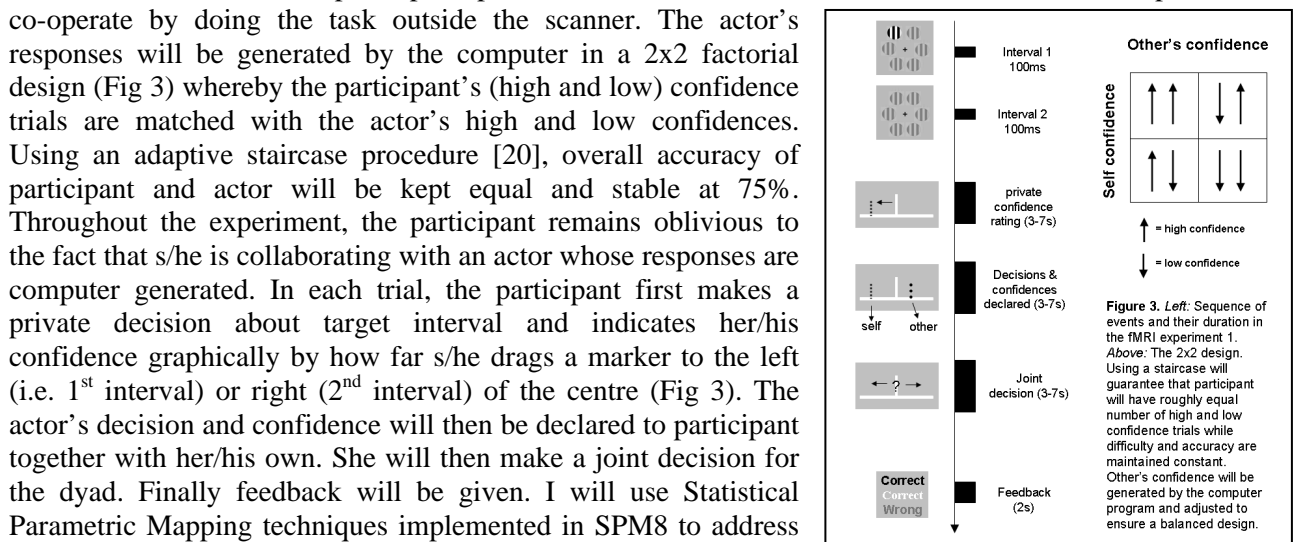 co-operate by doing the task outside the scanner. The actor's
responses will be generated by the computer in a 2x2 factorial
design (Fig 3) whereby the participant's (high and low) confidence
trials are matched with the actor's high and low confidences.
Using an adaptive staircase procedure [20], overall accuracy of
participant and actor will be kept equal and stable at 75%.
Throughout the experiment, the participant remains oblivious to
the fact that s/he is collaborating with an actor whose responses are
computer generated. In each trial, the participant first makes a
private decision about target interval and indicates her/his
confidence graphically by how far s/he drags a marker to the left
(i.e. 1st interval) or right (2nd interval) of the centre (Fig 3). The
actor's decision and confidence will then be declared to participant
together with her/his own. She will then make a joint decision for
the dyad. Finally feedback will be given. I will use Statistical
Parametric Mapping techniques implemented in SPM8 to address
Interval 1
100ms
Interval 2
100ms
private
confidence
rating (3-7s)
Decisions &
confidences
declared (3-7s)
self
other
?
Joint
decision (3-7s)
Correct
Correct
Wrong
Feedback
(2s)
Other's confidence
Self confidence
= high confidence
= low confidence
Figure 3. Left: Sequence of
events and their duration in
the fMRI experiment 1.
Above: The 2x2 design.
Using a staircase will
guarantee that participant
will have roughly equal
number of high and low
confidence trials while
difficulty and accuracy are
maintained constant.
Other's confidence will be
generated by the computer
program and adjusted to
ensure a balanced design.